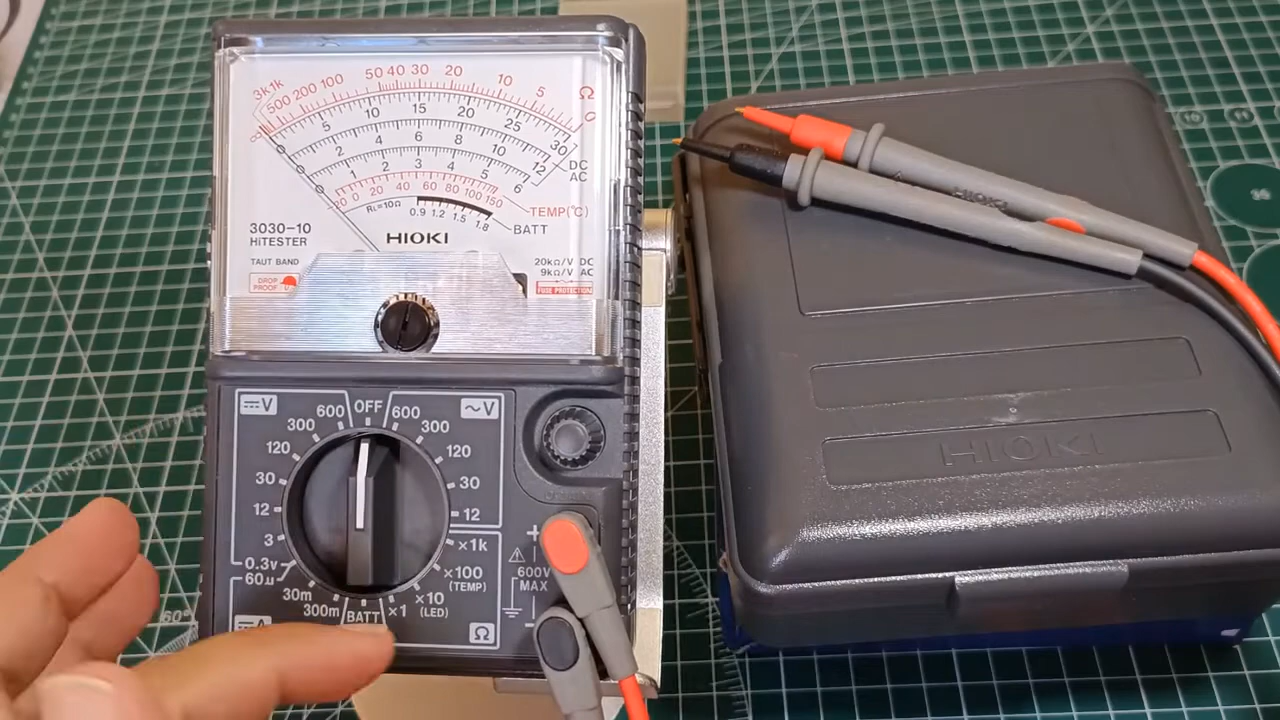 3k 1k 500 200 100 50 40 30 20 10 5 Ω
∞ 0
0 5 10 15 20 25 30
0 2 4 6 8 10 12
DC
AC
0 1 2 3 4 5 6
0 20 40 60 80 100 150
TEMP(°C)
RL=10Ω 0.9 1.2 1.5 1.8
BATT
3030-10
HiTESTER
HIOKI
TAUT BAND
20kΩ/V DC
9kΩ/V AC
DROP
PROOF
FUSE PROTECTION
⎓V
OFF
~V
600 300 120 30 12 3 0.3V
600 300 120 30 12
60μ 30m 300m
BATT
×1k
×100
(TEMP)
×10
(LED)
×1
⎓A
Ω
+
⚠
600V
MAX
−
HIOKI
HIOKI
60°